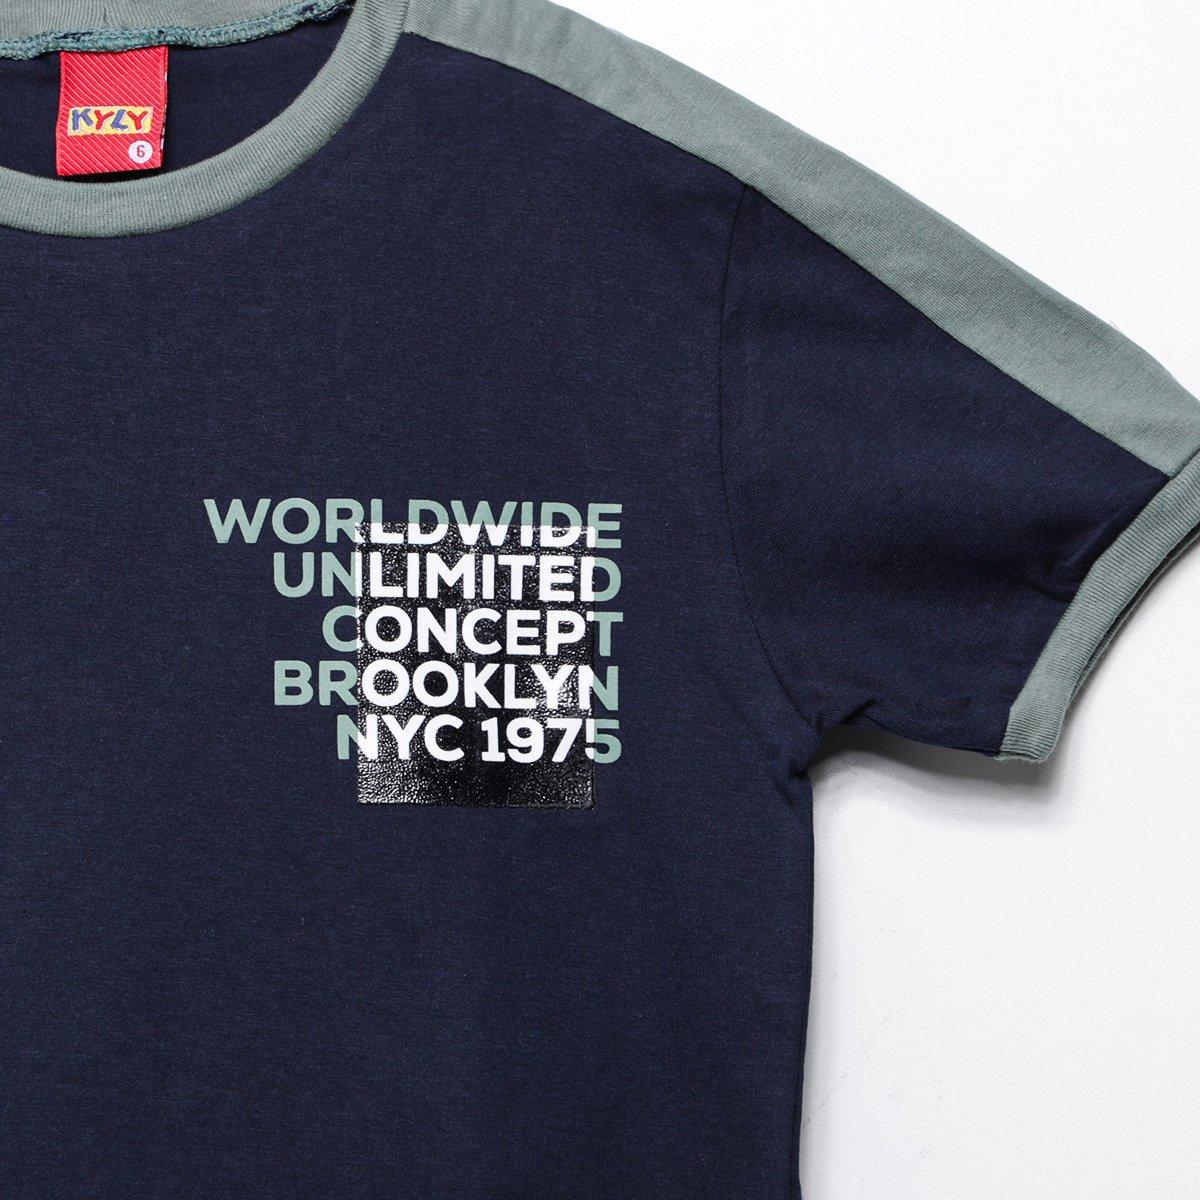 KYLY
6
WORLDWIDE
UNLIMITED
CONCEPT
BROOKLYN
NYC 1975